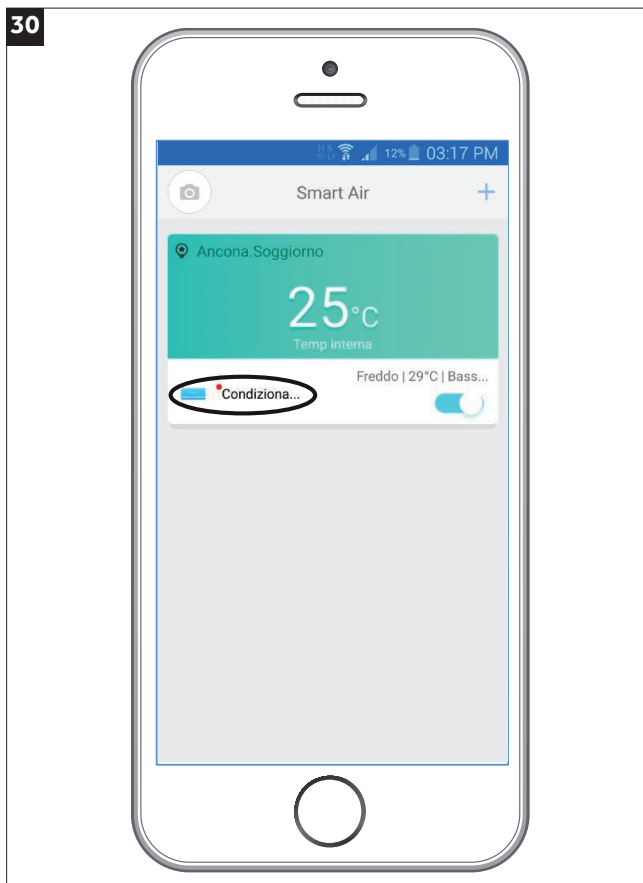 30
12% 03:17 PM
Smart Air +
Ancona.Soggiorno
25°C
Temp interna
Freddo | 29°C | Bass...
Condiziona...